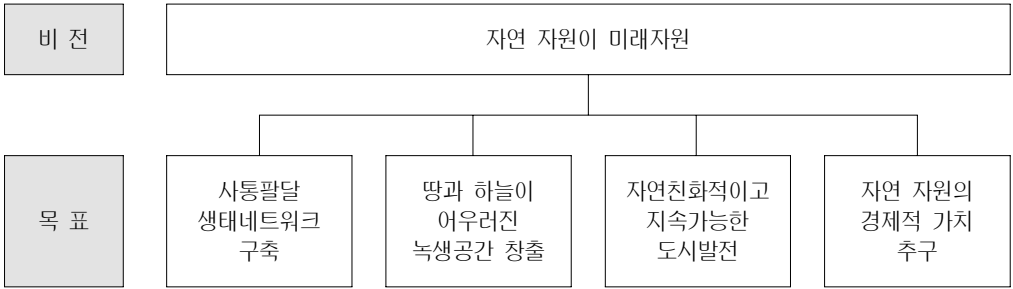 비 전
자연 자원이 미래자원
목 표
사통팔달
생태네트워크
구축
땅과 하늘이
어우러진
녹생공간 창출
자연친화적이고
지속가능한
도시발전
자연 자원의
경제적 가치
추구